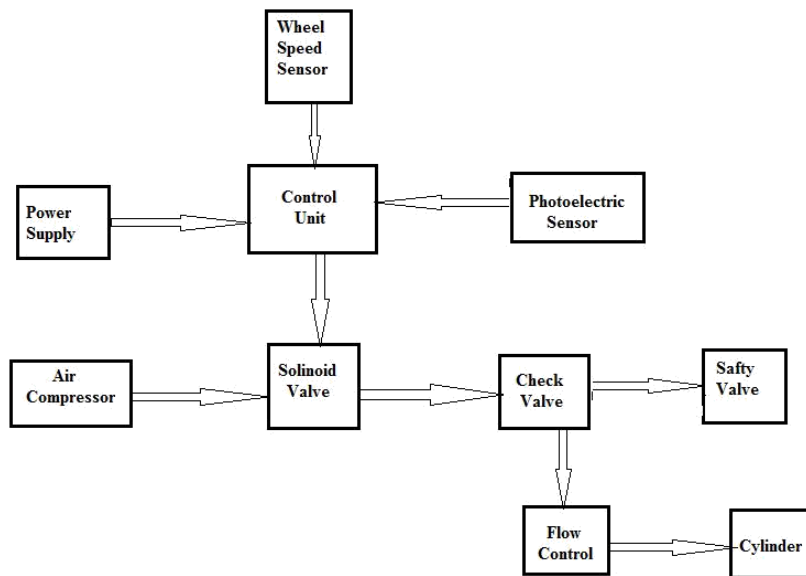 Wheel
Speed
Sensor
Power
Supply
Control
Unit
Photoelectric
Sensor
Air
Compressor
Solinoid
Valve
Check
Valve
Safty
Valve
Flow
Control
Cylinder